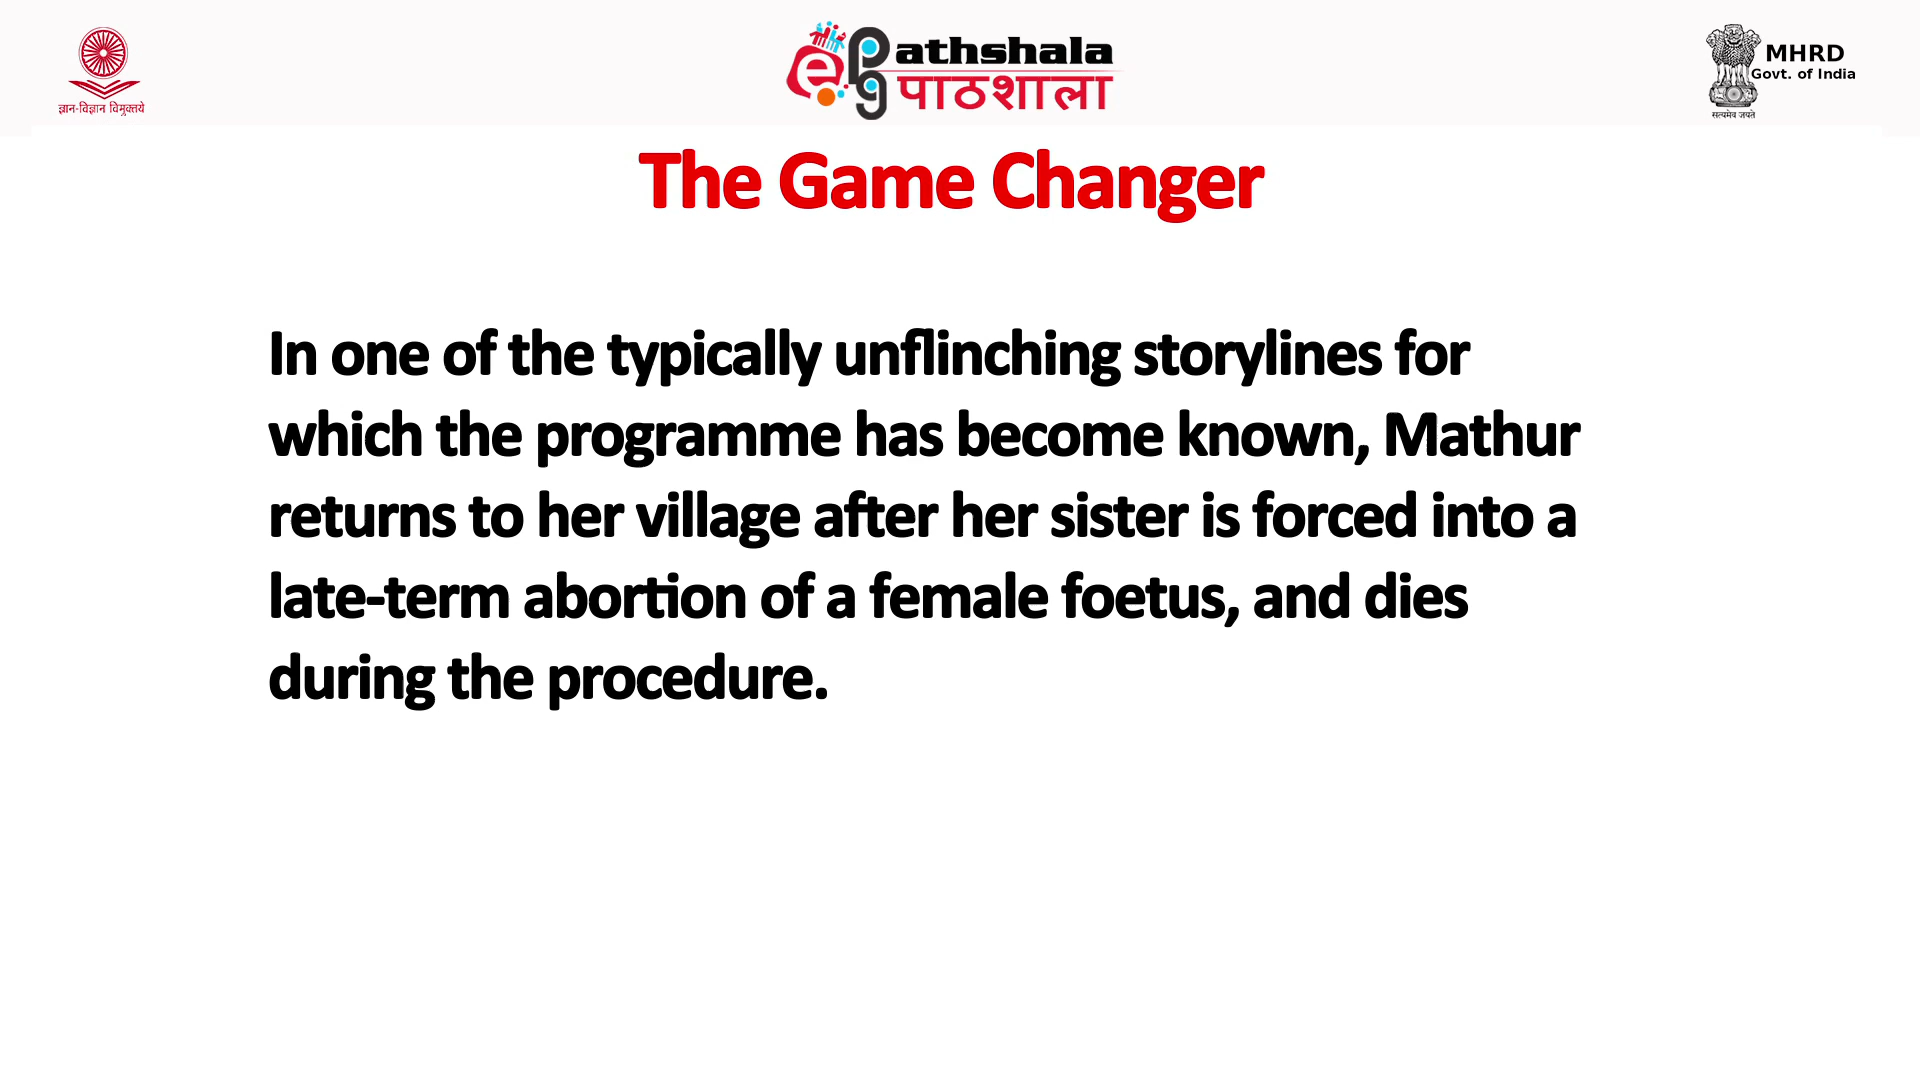 ज्ञान-विज्ञान विमुक्तये
ePG Pathshala
पाठशाला
MHRD
Govt. of India
सत्यमेव जयते
The Game Changer
In one of the typically unflinching storylines for
which the programme has become known, Mathur
returns to her village after her sister is forced into a
late-term abortion of a female foetus, and dies
during the procedure.